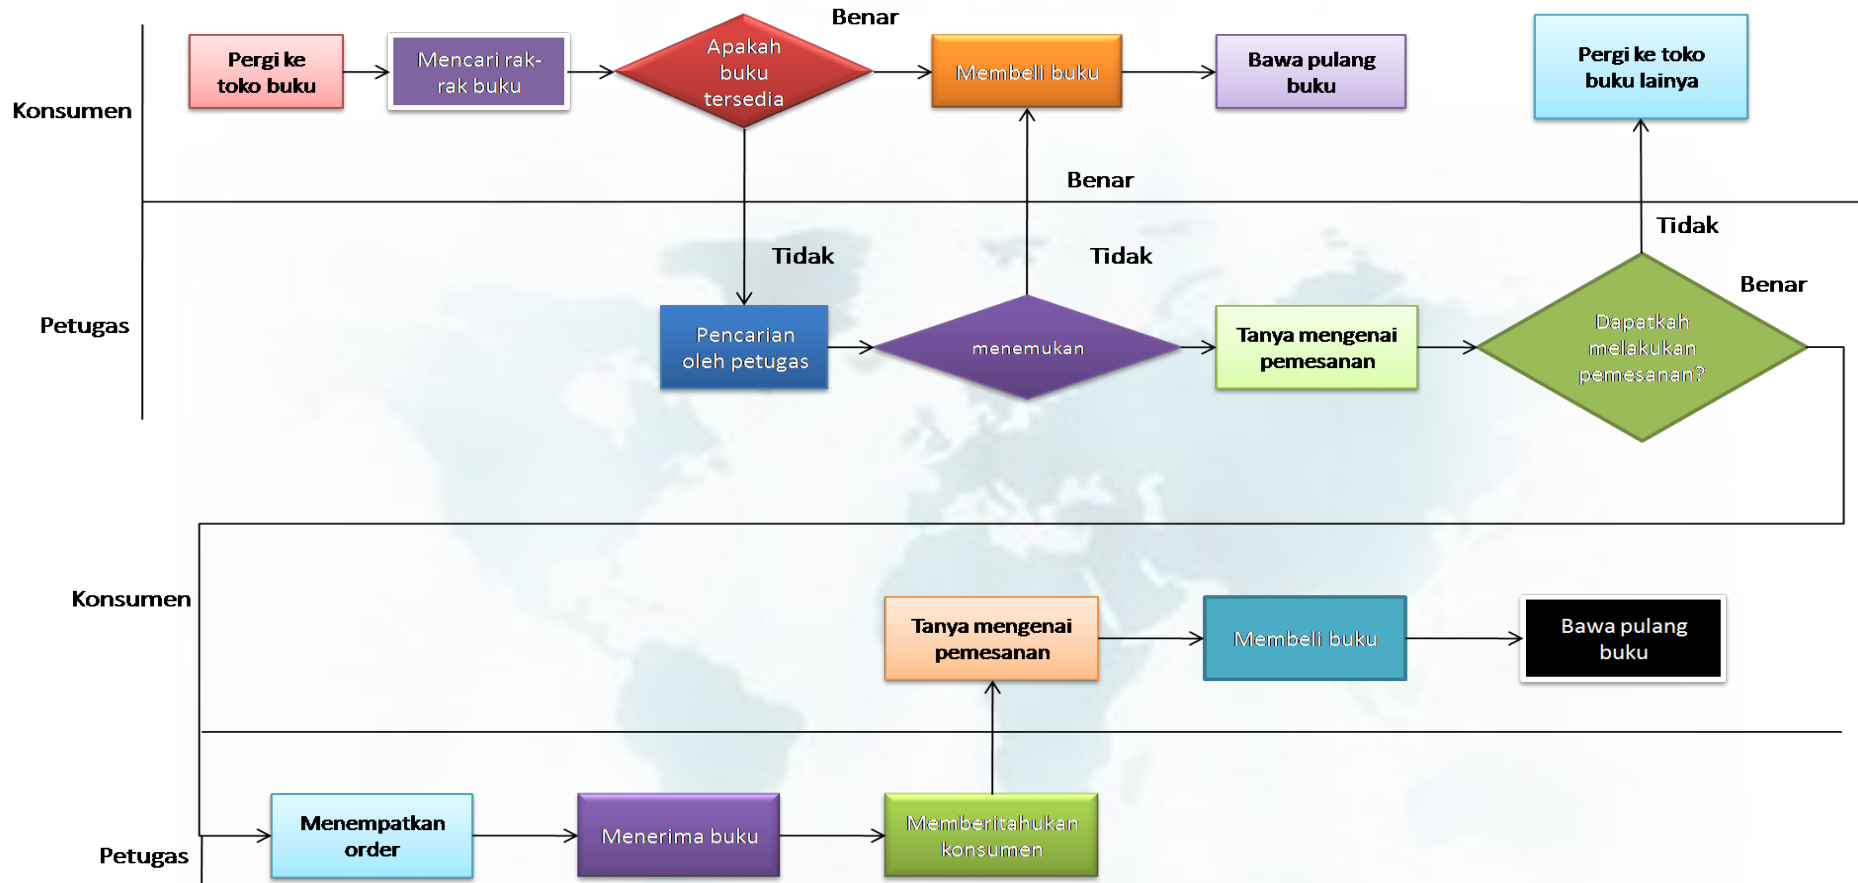 Benar
Konsumen
Pergi ke
toko buku
Mencari rak-
rak buku
Apakah
buku
tersedia
Membeli buku
Bawa pulang
buku
Pergi ke toko
buku lainya
Benar
Tidak
Tidak
Tidak
Benar
Petugas
Pencarian
oleh petugas
menemukan
Tanya mengenai
pemesanan
Dapatkah
melakukan
pemesanan?
Konsumen
Tanya mengenai
pemesanan
Membeli buku
Bawa pulang
buku
Petugas
Menempatkan
order
Menerima buku
Memberitahukan
konsumen